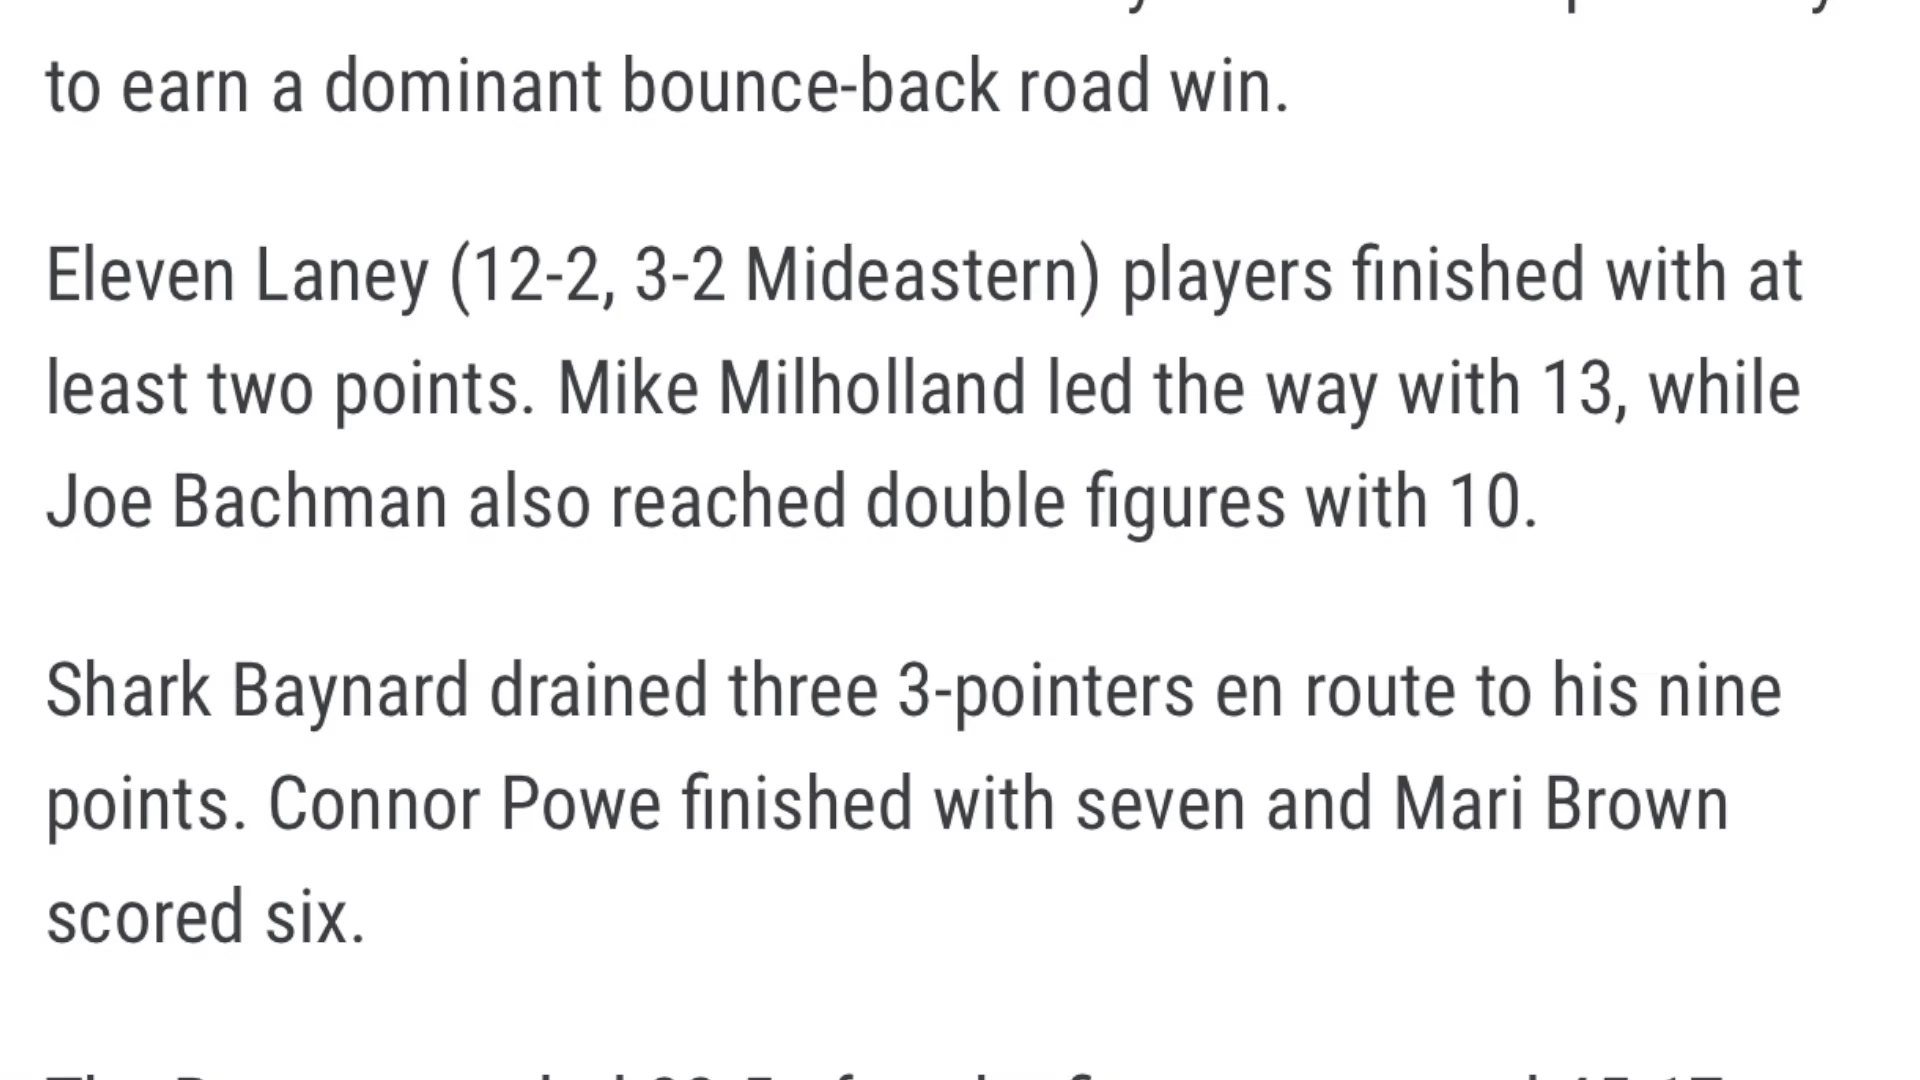 to earn a dominant bounce-back road win.
Eleven Laney (12-2, 3-2 Mideastern) players finished with at
least two points. Mike Milholland led the way with 13, while
Joe Bachman also reached double figures with 10.
Shark Baynard drained three 3-pointers en route to his nine
points. Connor Powe finished with seven and Mari Brown
scored six.